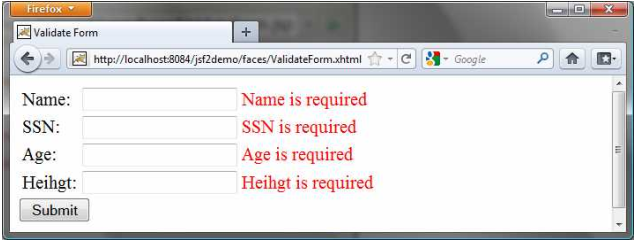 Firefox
Validate Form
http://localhost:8084/jsf2demo/faces/ValidateForm.xhtml
Google
Name: Name is required
SSN: SSN is required
Age: Age is required
Heihgt: Heihgt is required
Submit